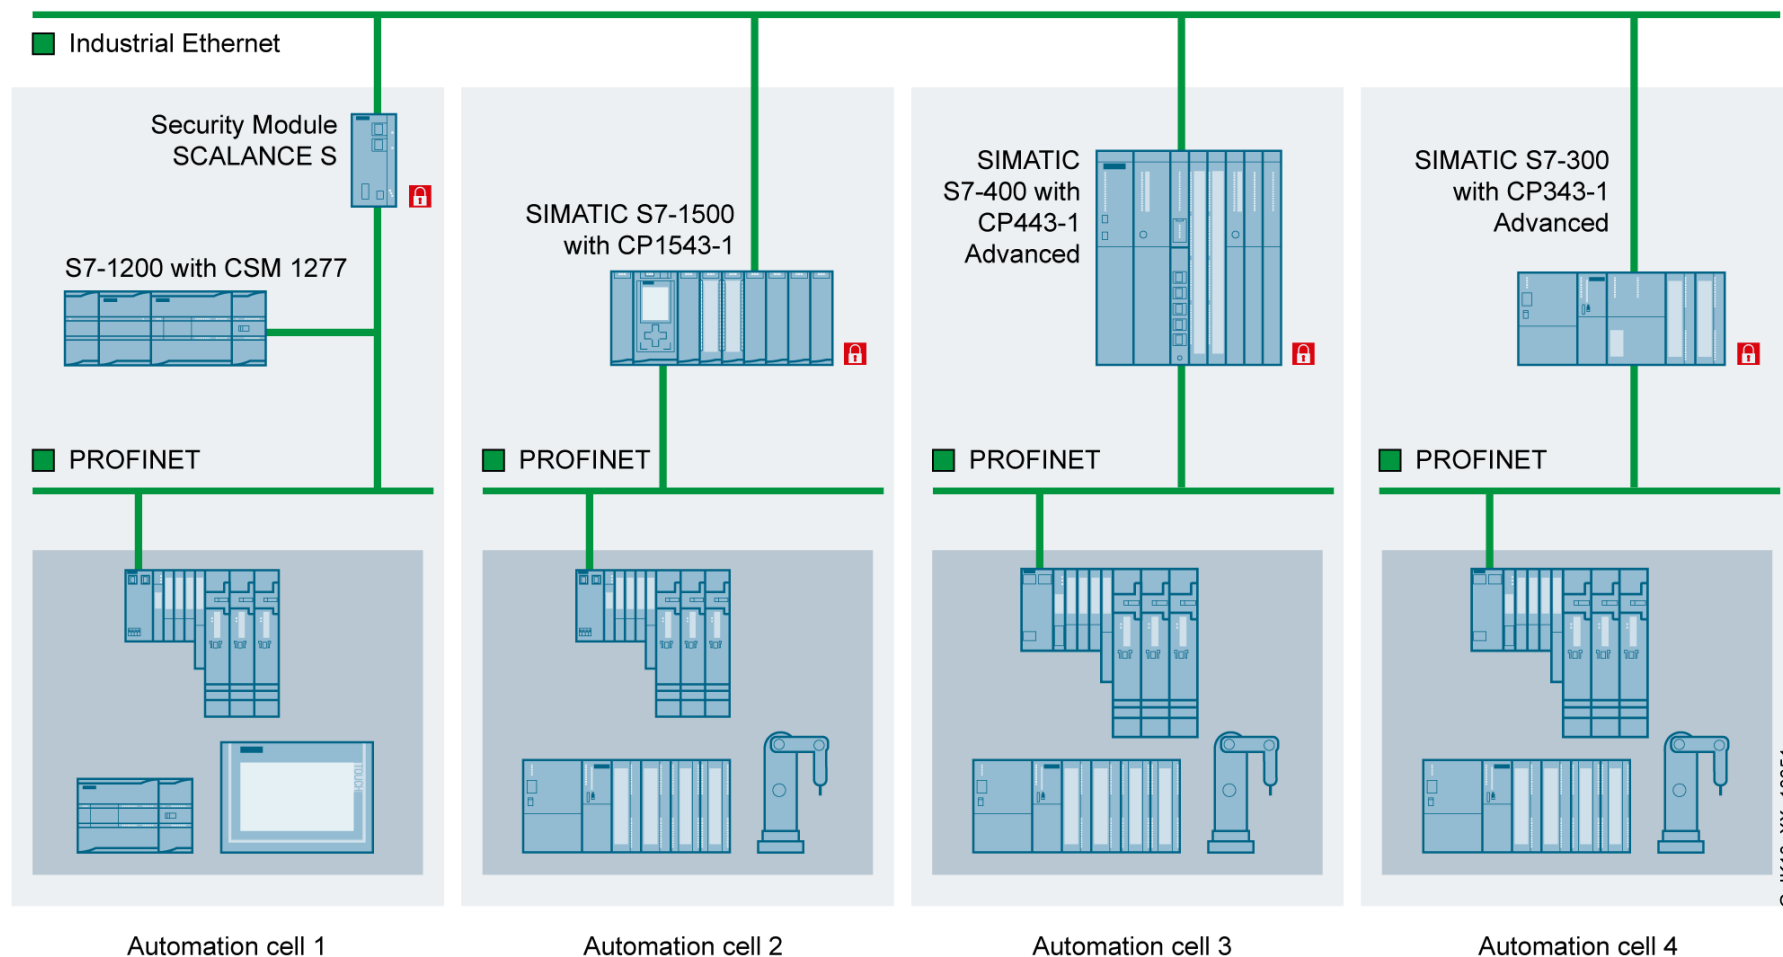 Industrial Ethernet
Security Module
SCALANCE S
S7-1200 with CSM 1277
SIMATIC S7-1500
with CP1543-1
SIMATIC
S7-400 with
CP443-1
Advanced
SIMATIC S7-300
with CP343-1
Advanced
PROFINET
PROFINET
PROFINET
PROFINET
TOUCH
Automation cell 1
Automation cell 2
Automation cell 3
Automation cell 4